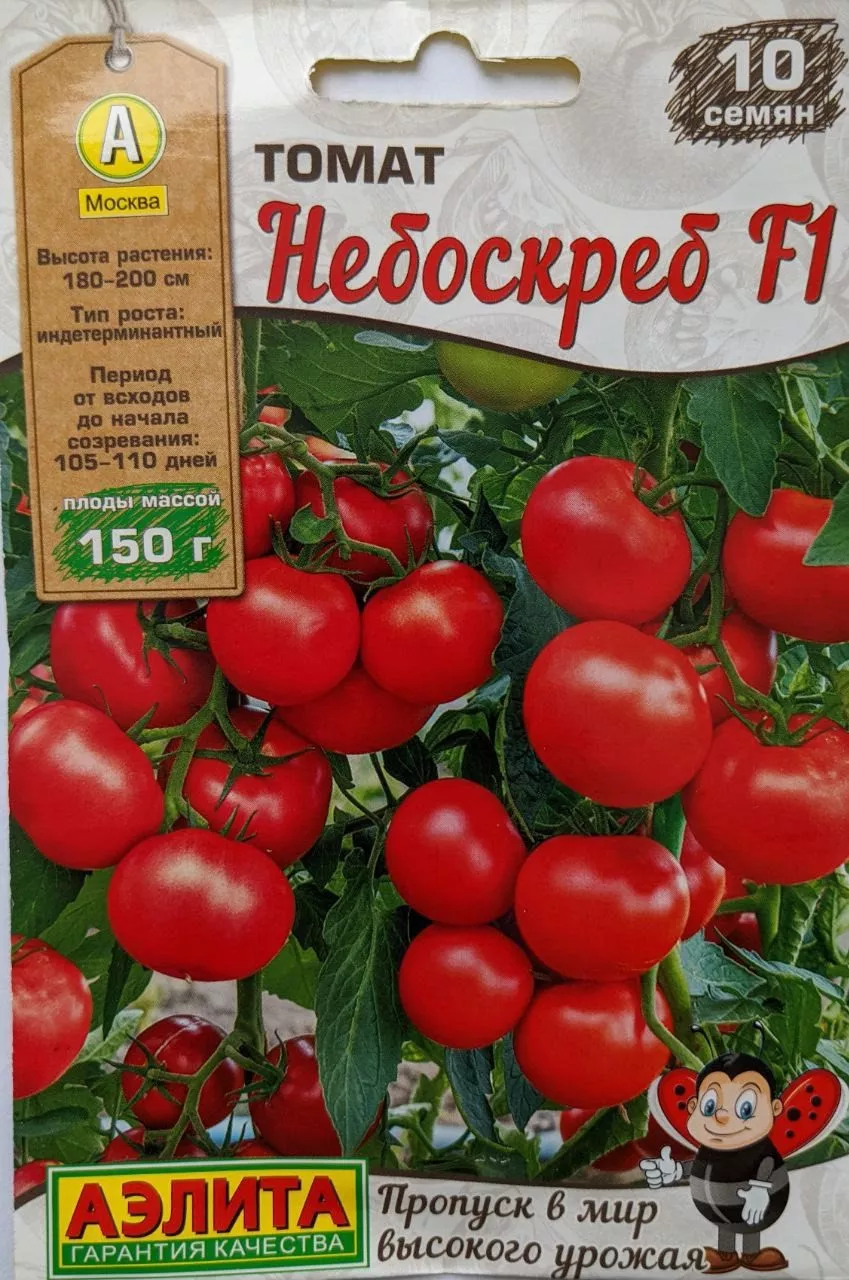 10
семян
ТОМАТ
Небоскреб F1
А
Москва
Высота растения:
180-200 см
Тип роста:
индетерминантный
Период
от всходов
до начала
созревания:
105-110 дней
плоды массой
150 г
АЭЛИТА
ГАРАНТИЯ КАЧЕСТВА
Пропуск в мир
высокого урожая